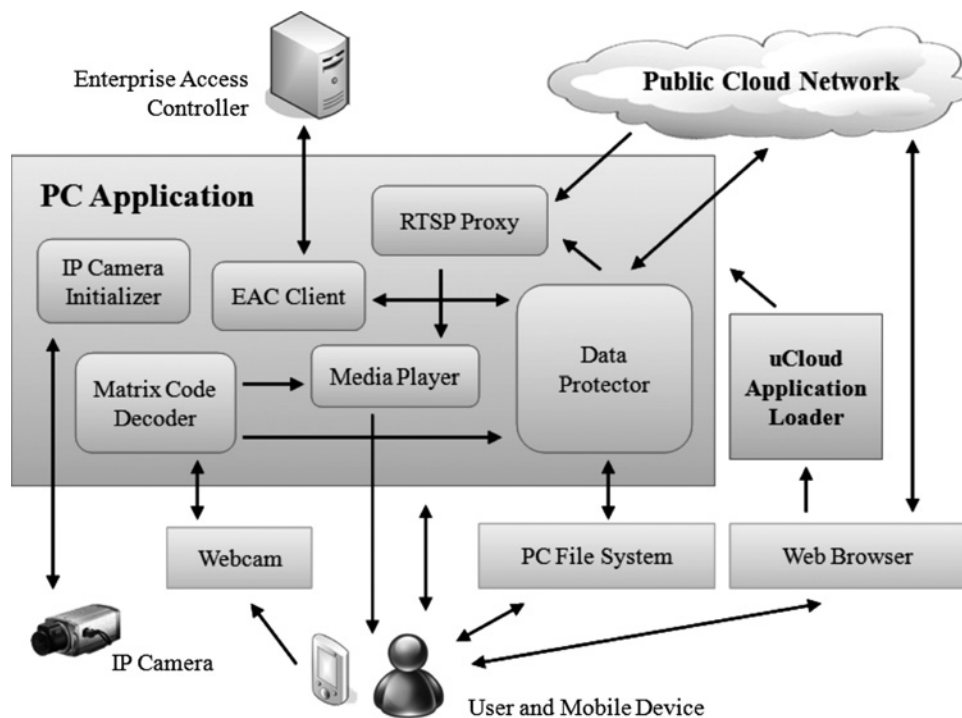 Enterprise Access
Controller
Public Cloud Network
PC Application
RTSP Proxy
IP Camera
Initializer
EAC Client
Data
Protector
uCloud
Application
Loader
Matrix Code
Decoder
Media Player
Webcam
PC File System
Web Browser
IP Camera
User and Mobile Device